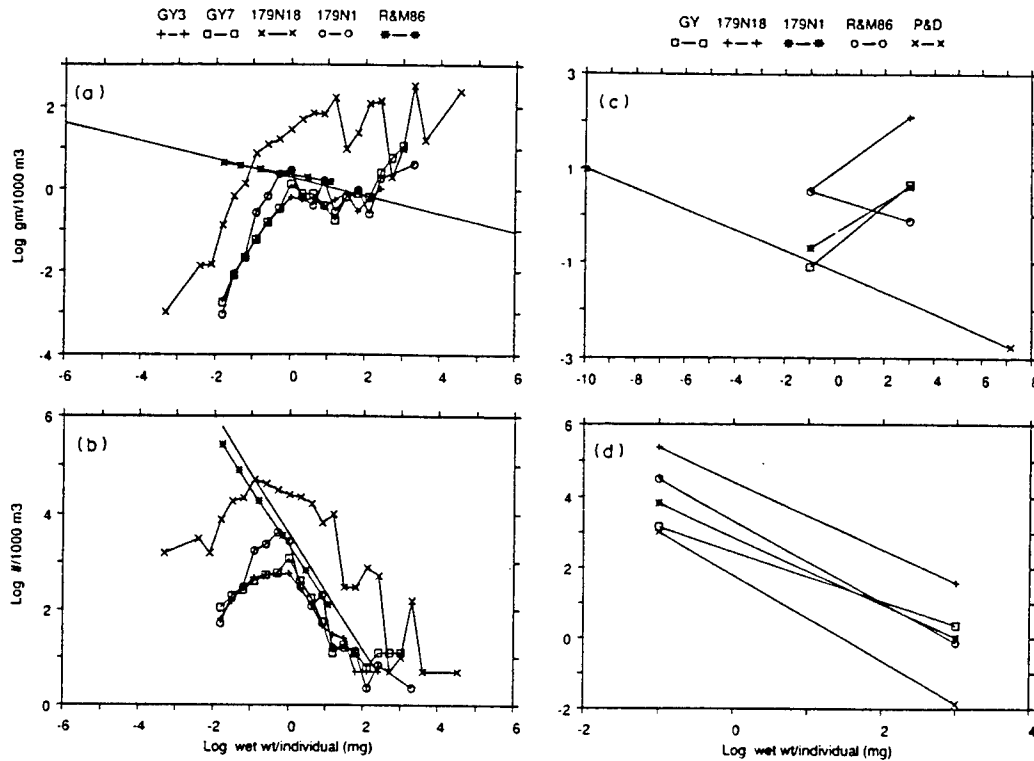 GY3 GY7 179N18 179N1 R&M86
(a)
2
0
-2
-4
Log gm/1000 m3
-6 -4 -2 0 2 4 6
(b)
6
4
2
0
Log #/1000 m3
-6 -4 -2 0 2 4 6
Log wet wt/individual (mg)
GY 179N18 179N1 R&M86 P&D
(c)
3
1
-1
-3
-10 -8 -6 -4 -2 0 2 4 6 8
(d)
6
4
2
0
-2
-2 0 2 4
Log wet wt/individual (mg)